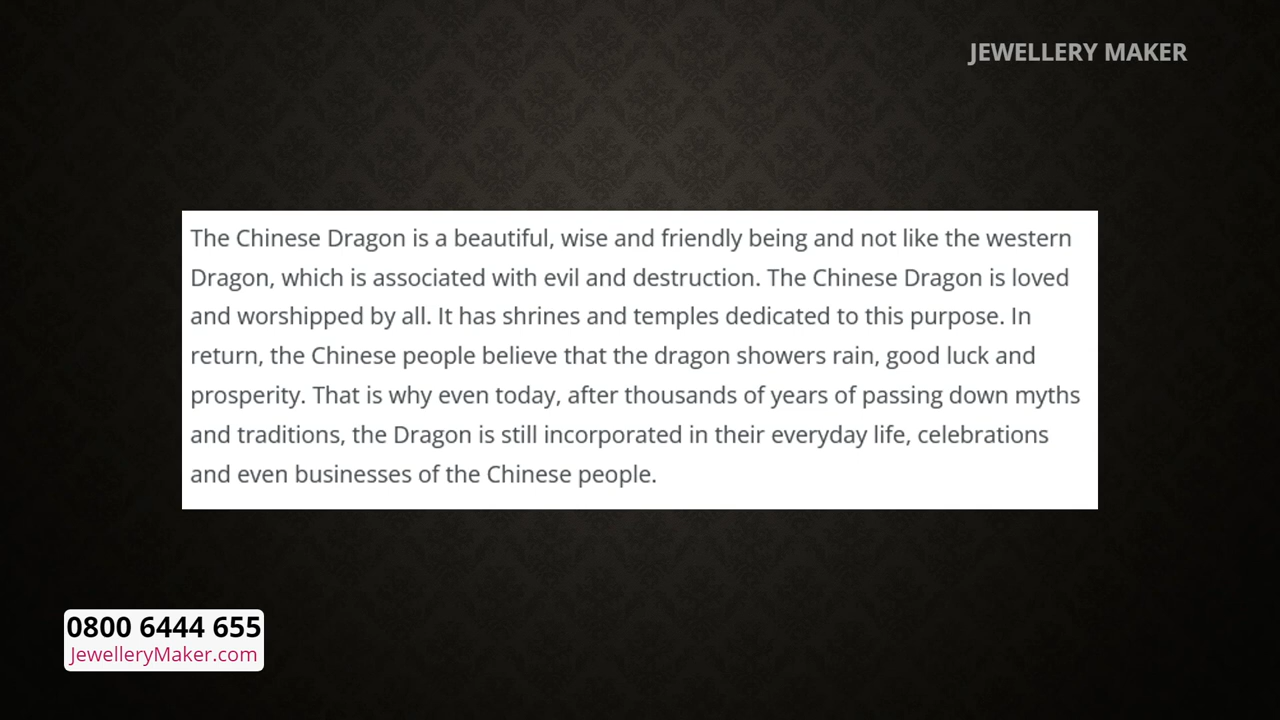 JEWELLERY MAKER
The Chinese Dragon is a beautiful, wise and friendly being and not like the western
Dragon, which is associated with evil and destruction. The Chinese Dragon is loved
and worshipped by all. It has shrines and temples dedicated to this purpose. In
return, the Chinese people believe that the dragon showers rain, good luck and
prosperity. That is why even today, after thousands of years of passing down myths
and traditions, the Dragon is still incorporated in their everyday life, celebrations
and even businesses of the Chinese people.
0800 6444 655
JewelleryMaker.com